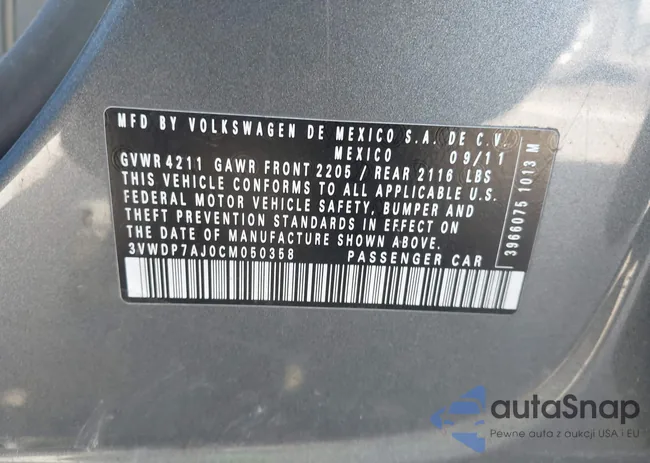 MFD BY VOLKSWAGEN DE MEXICO S.A. DE C.V.
MEXICO 09/11
GVWR 4211 GAWR FRONT 2205 / REAR 2116 LBS
THIS VEHICLE CONFORMS TO ALL APPLICABLE U.S.
FEDERAL MOTOR VEHICLE SAFETY, BUMPER AND
THEFT PREVENTION STANDARDS IN EFFECT ON
THE DATE OF MANUFACTURE SHOWN ABOVE.
3VWDP7AJ0CM050358 PASSENGER CAR
3966075 1013 M
autaSnap
Pewne auta z aukcji USA i EU